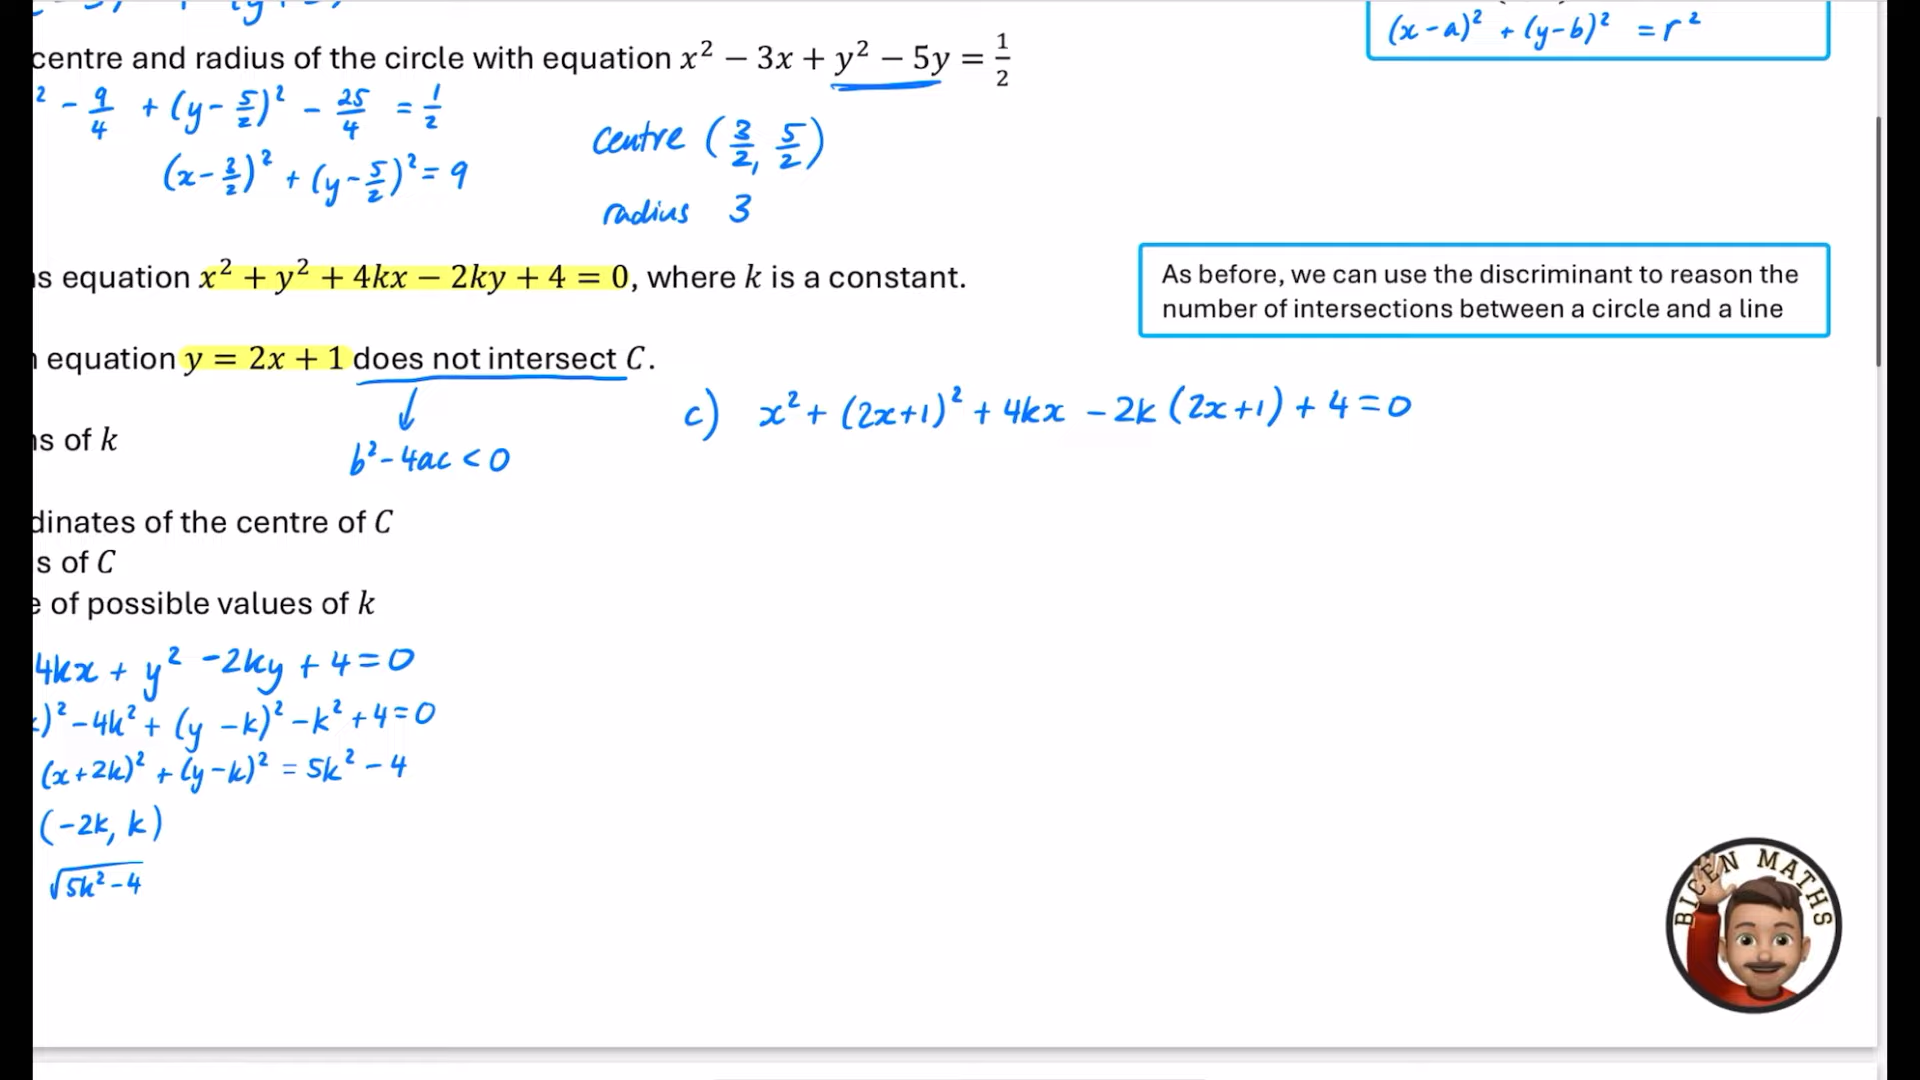 (x-a)² + (y-b)² = r²
centre and radius of the circle with equation x² − 3x + y² − 5y = 1/2
² - 9/4 + (y - 5/2)² - 25/4 = 1/2
(x - 3/2)² + (y - 5/2)² = 9
centre (3/2, 5/2)
radius 3
s equation x² + y² + 4kx − 2ky + 4 = 0, where k is a constant.
As before, we can use the discriminant to reason the
number of intersections between a circle and a line
equation y = 2x + 1 does not intersect C.
b² - 4ac < 0
c) x² + (2x+1)² + 4kx - 2k (2x+1) + 4 = 0
s of k
dinates of the centre of C
s of C
e of possible values of k
4kx + y² - 2ky + 4 = 0
)² - 4k² + (y - k)² - k² + 4 = 0
(x+2k)² + (y-k)² = 5k² - 4
(-2k, k)
√5k² - 4
BICEN MATHS